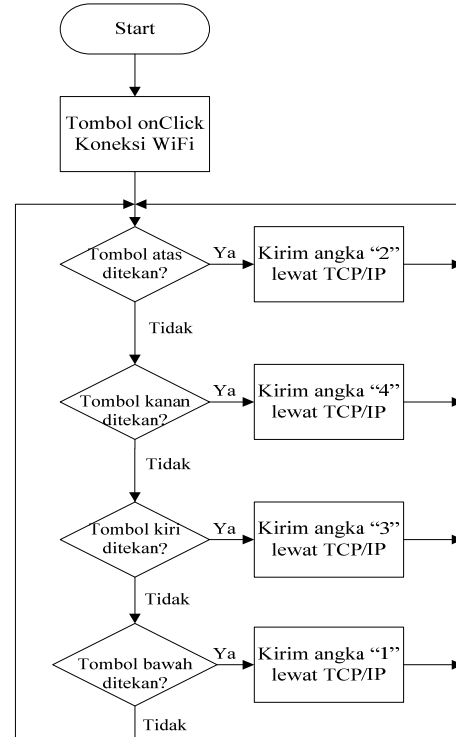 Start
Tombol onClick
Koneksi WiFi
Tombol atas
ditekan?
Ya
Kirim angka “2”
lewat TCP/IP
Tidak
Tombol kanan
ditekan?
Ya
Kirim angka “4”
lewat TCP/IP
Tidak
Tombol kiri
ditekan?
Ya
Kirim angka “3”
lewat TCP/IP
Tidak
Tombol bawah
ditekan?
Ya
Kirim angka “1”
lewat TCP/IP
Tidak